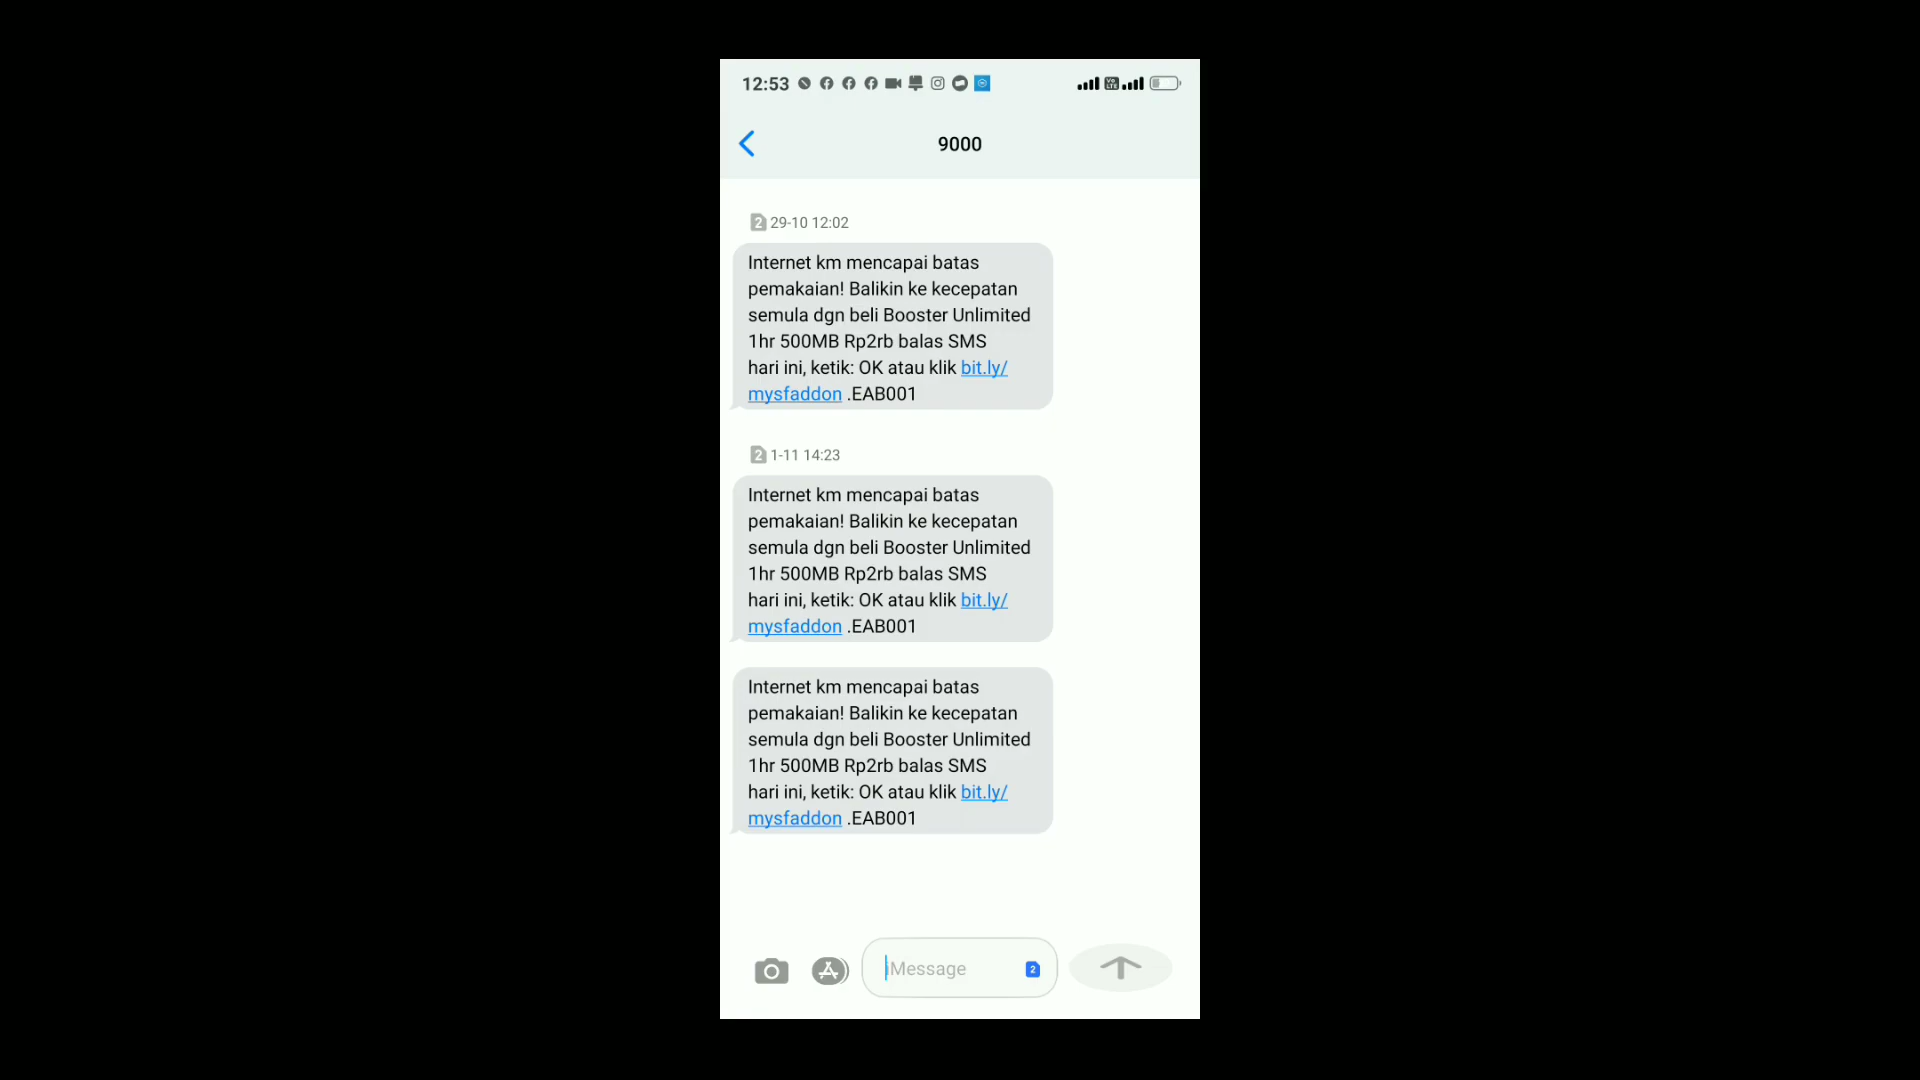 12:53
9000
2 29-10 12:02
Internet km mencapai batas
pemakaian! Balikin ke kecepatan
semula dgn beli Booster Unlimited
1hr 500MB Rp2rb balas SMS
hari ini, ketik: OK atau klik bit.ly/
mysfaddon .EAB001
2 1-11 14:23
Internet km mencapai batas
pemakaian! Balikin ke kecepatan
semula dgn beli Booster Unlimited
1hr 500MB Rp2rb balas SMS
hari ini, ketik: OK atau klik bit.ly/
mysfaddon .EAB001
Internet km mencapai batas
pemakaian! Balikin ke kecepatan
semula dgn beli Booster Unlimited
1hr 500MB Rp2rb balas SMS
hari ini, ketik: OK atau klik bit.ly/
mysfaddon .EAB001
iMessage 2